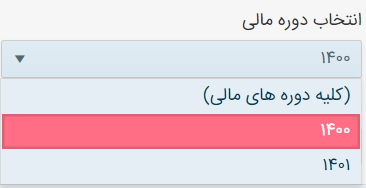 انتخاب دوره مالی
۱۴۰۰
(کلیه دوره های مالی)
۱۴۰۰
۱۴۰۱